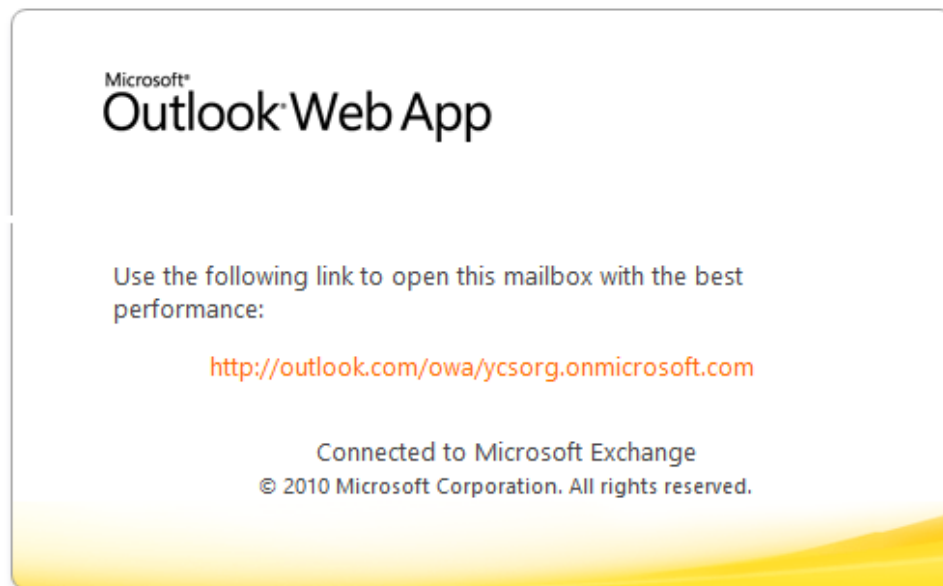 Microsoft®
Outlook® Web App
Use the following link to open this mailbox with the best
performance:
http://outlook.com/owa/ycsorg.onmicrosoft.com
Connected to Microsoft Exchange
© 2010 Microsoft Corporation. All rights reserved.